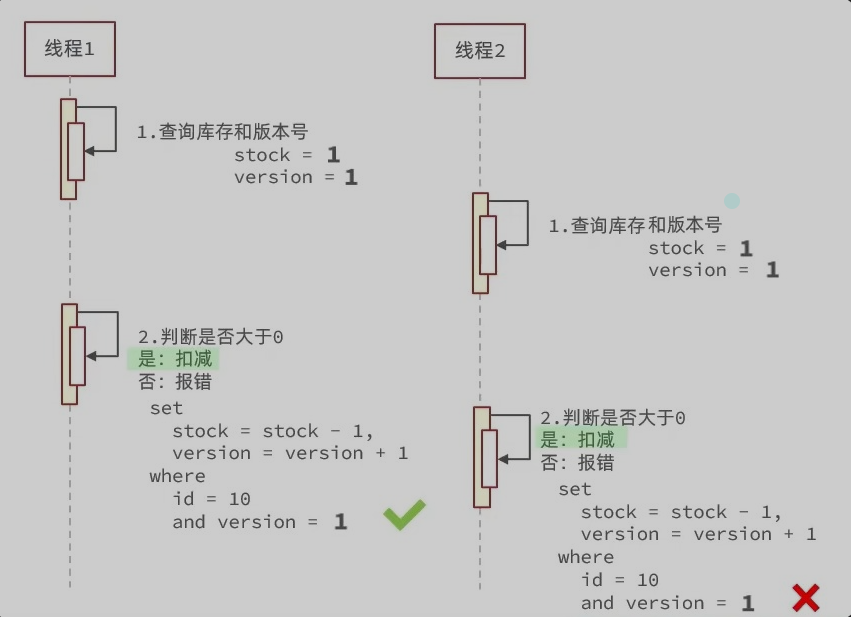 线程1
1.查询库存和版本号
stock = 1
version = 1
2.判断是否大于0
是：扣减
否：报错
set
stock = stock - 1,
version = version + 1
where
id = 10
and version = 1
线程2
1.查询库存和版本号
stock = 1
version = 1
2.判断是否大于0
是：扣减
否：报错
set
stock = stock - 1,
version = version + 1
where
id = 10
and version = 1